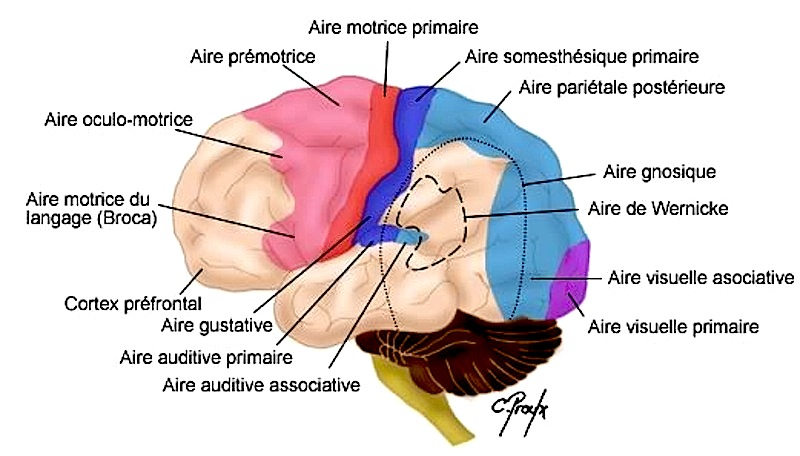 Aire motrice primaire
Aire prémotrice
Aire somesthésique primaire
Aire pariétale postérieure
Aire oculo-motrice
Aire gnosique
Aire motrice du
langage (Broca)
Aire de Wernicke
Aire visuelle asociative
Cortex préfrontal
Aire gustative
Aire visuelle primaire
Aire auditive primaire
Aire auditive associative
C. Proulx